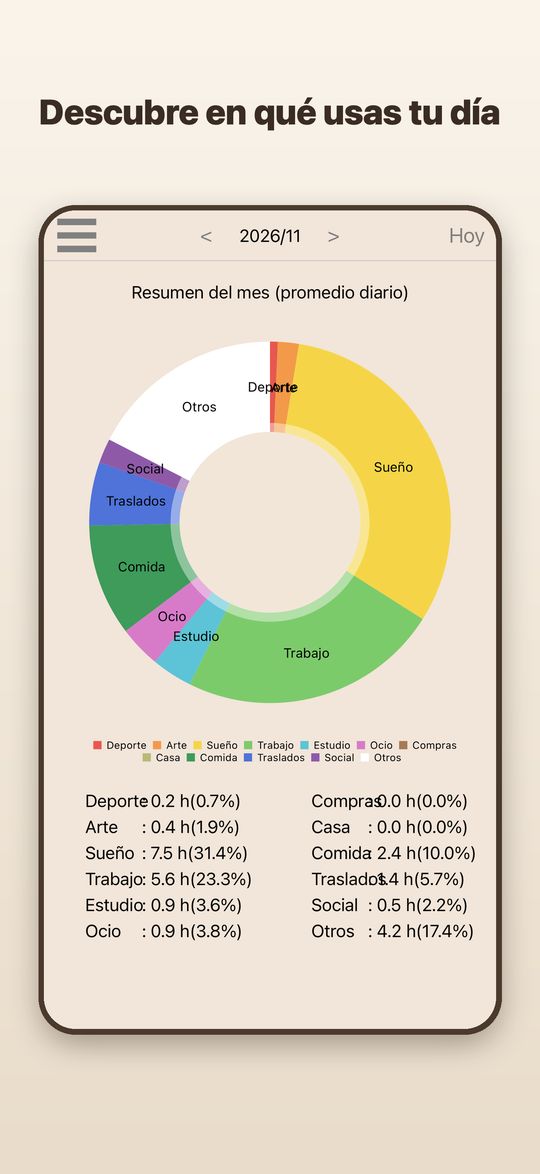 Descubre en qué usas tu día
< 2026/11 > Hoy
Resumen del mes (promedio diario)
Deporte
Arte
Otros
Sueño
Social
Traslados
Comida
Ocio
Estudio
Trabajo
Deporte Arte Sueño Trabajo Estudio Ocio Compras
Casa Comida Traslados Social Otros
Deporte: 0.2 h(0.7%)
Arte : 0.4 h(1.9%)
Sueño : 7.5 h(31.4%)
Trabajo: 5.6 h(23.3%)
Estudio: 0.9 h(3.6%)
Ocio : 0.9 h(3.8%)
Compras: 0.0 h(0.0%)
Casa : 0.0 h(0.0%)
Comida: 2.4 h(10.0%)
Traslados: 1.4 h(5.7%)
Social : 0.5 h(2.2%)
Otros : 4.2 h(17.4%)